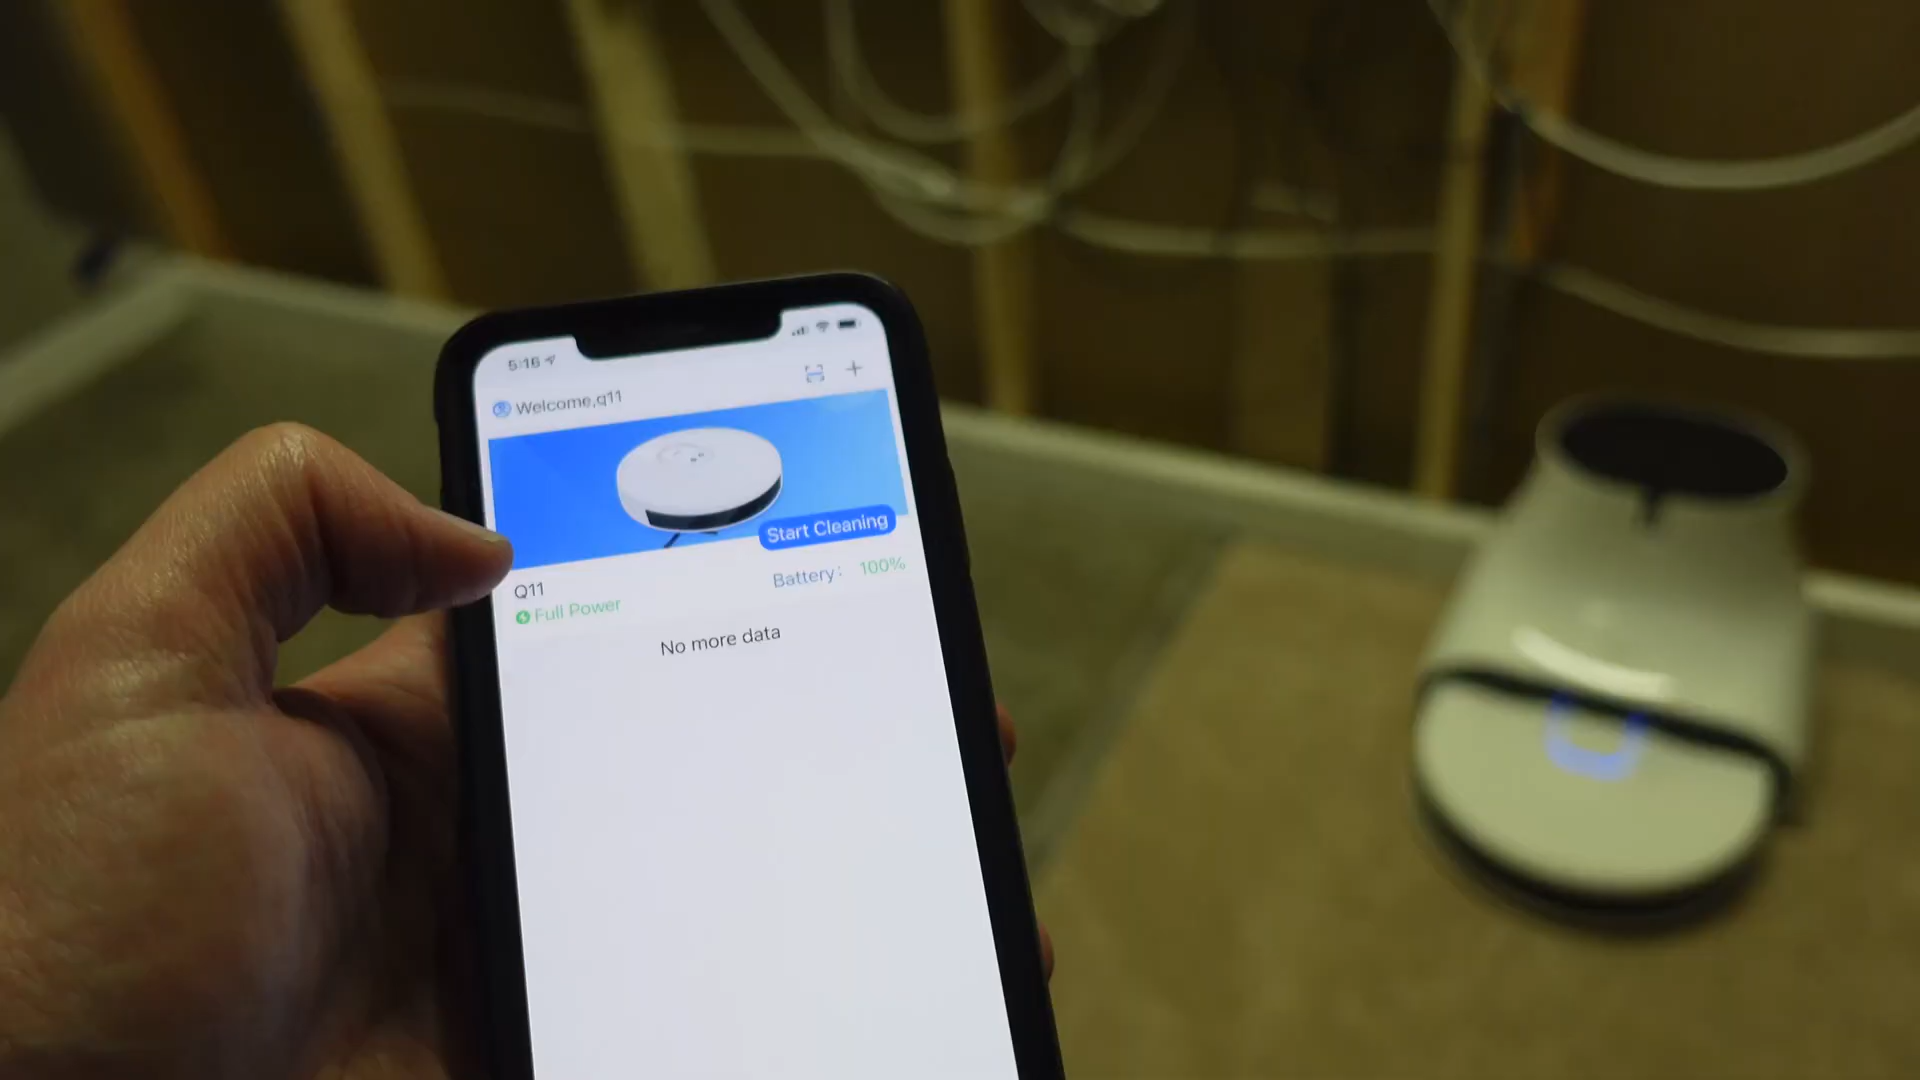 5:16
Welcome,q11
Start Cleaning
Q11
Battery: 100%
Full Power
No more data